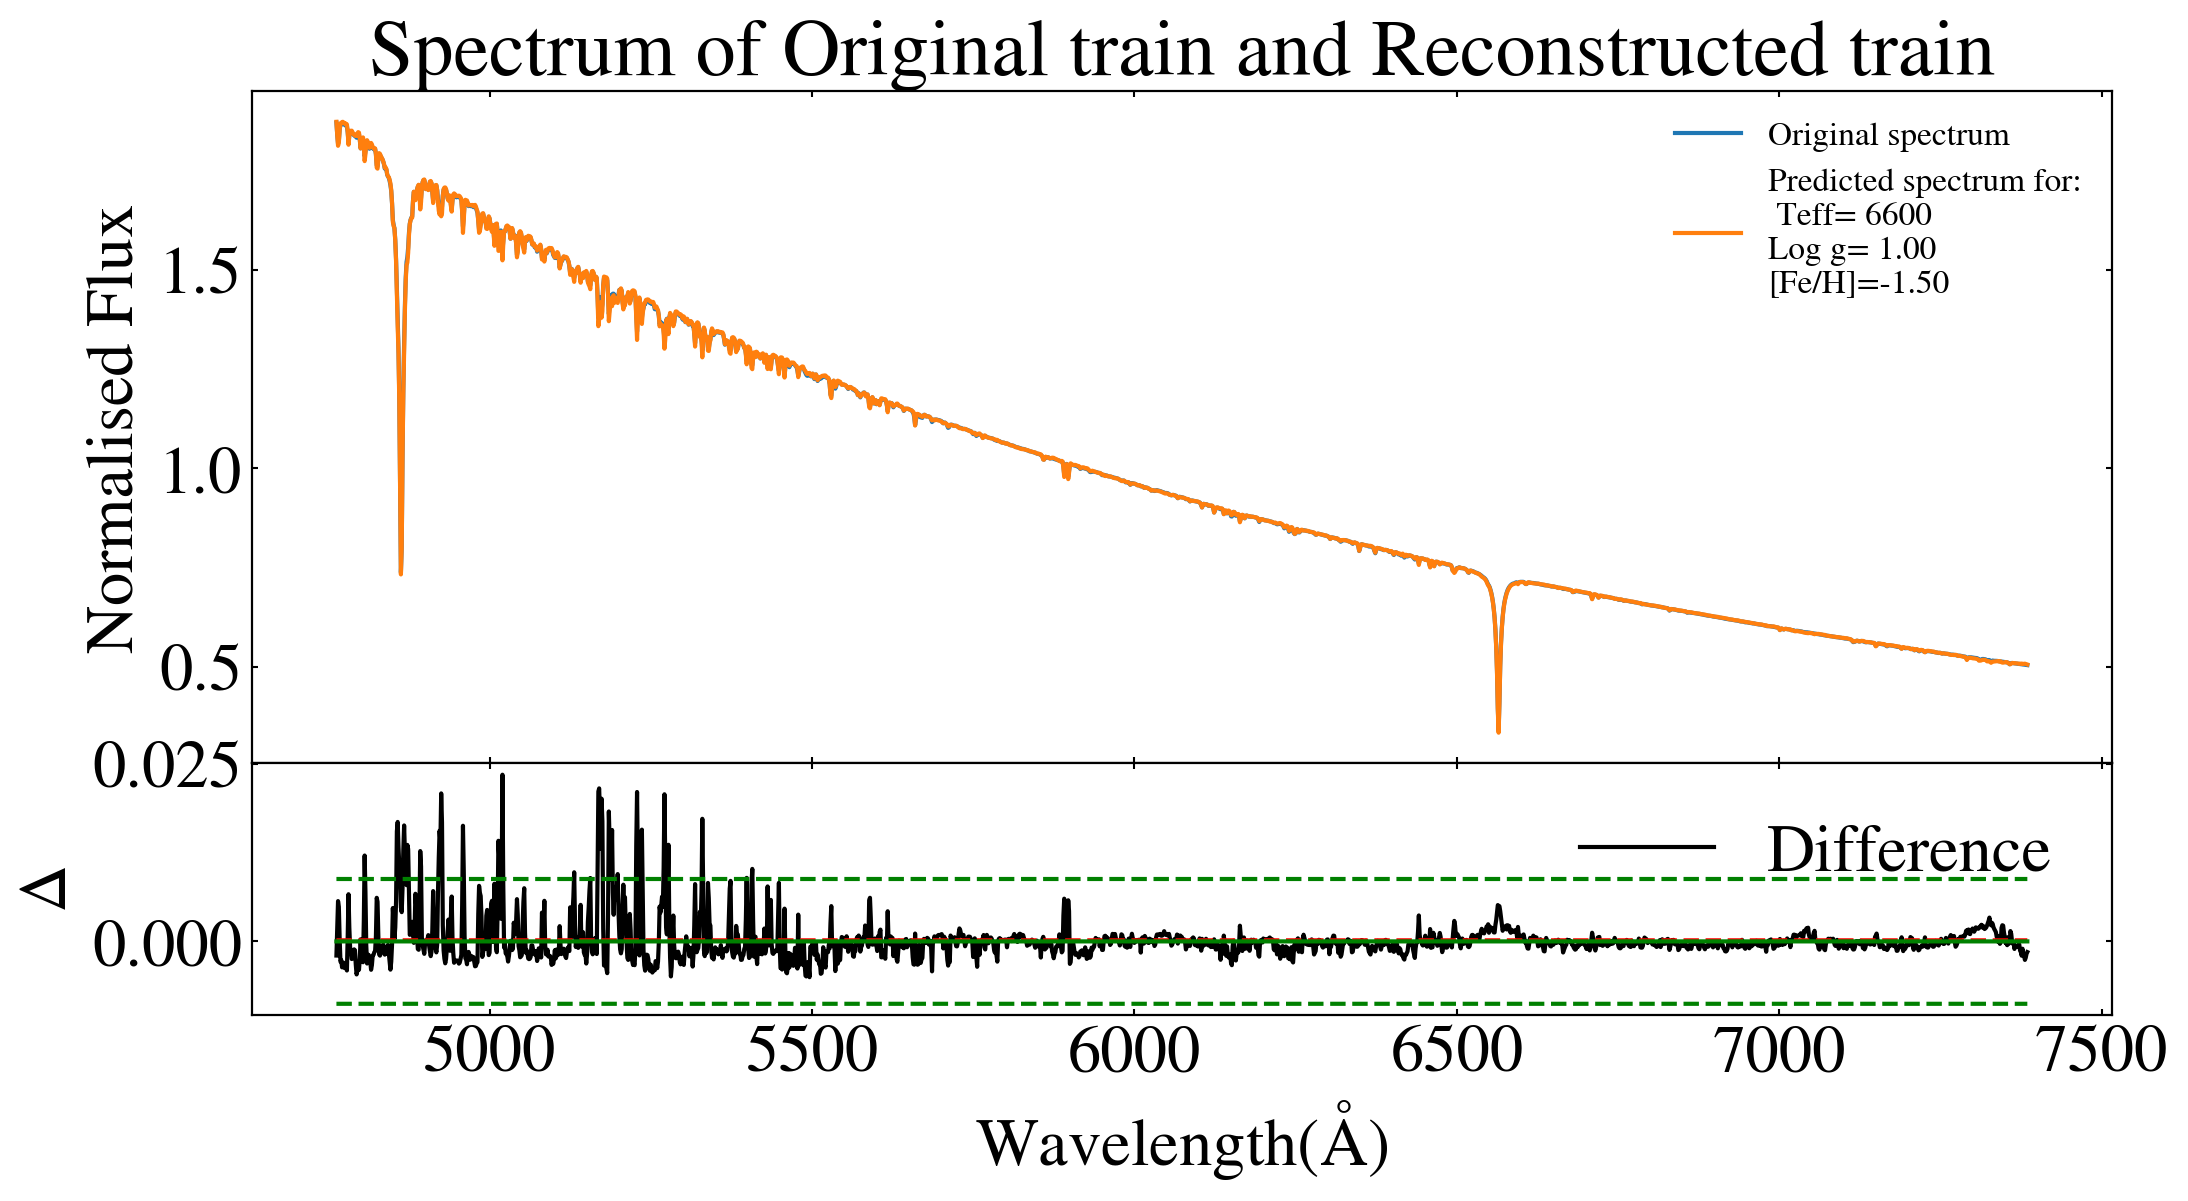 Spectrum of Original train and Reconstructed train
Original spectrum
Predicted spectrum for:
Teff= 6600
Log g= 1.00
[Fe/H]=-1.50
Normalised Flux
1.5
1.0
0.5
0.025
0.000
Δ
Difference
5000 5500 6000 6500 7000 7500
Wavelength(Å)